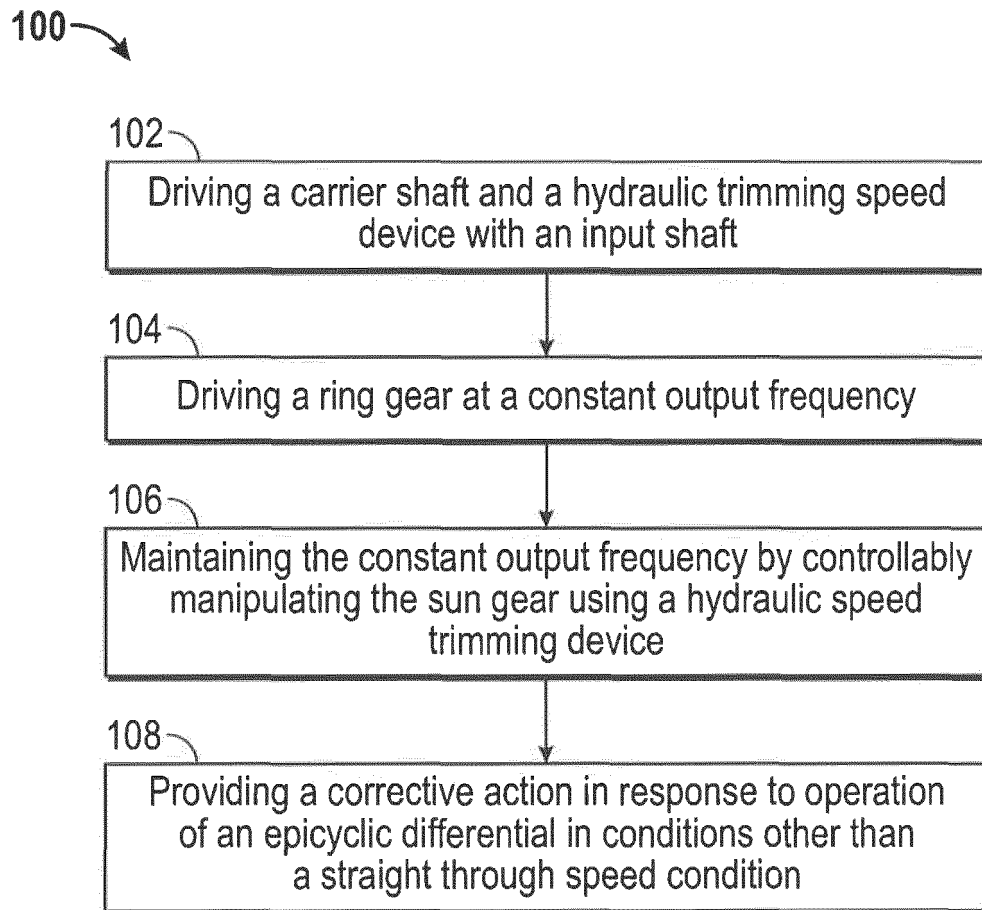 100
102
Driving a carrier shaft and a hydraulic trimming speed
device with an input shaft
104
Driving a ring gear at a constant output frequency
106
Maintaining the constant output frequency by controllably
manipulating the sun gear using a hydraulic speed
trimming device
108
Providing a corrective action in response to operation
of an epicyclic differential in conditions other than
a straight through speed condition